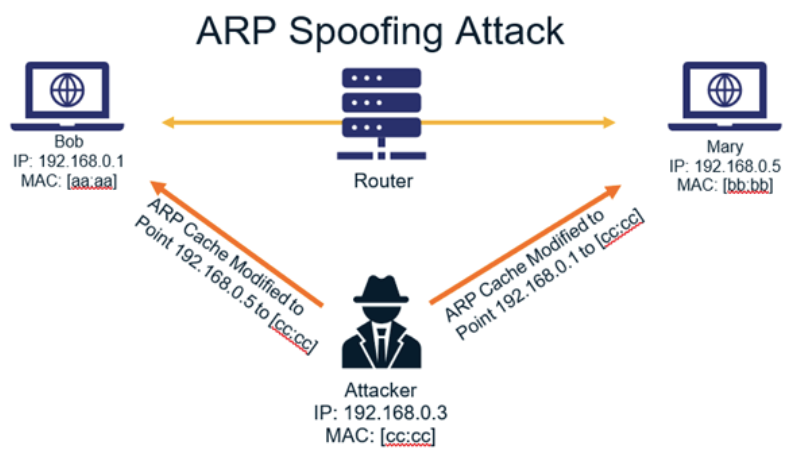 ARP Spoofing Attack
Bob
IP: 192.168.0.1
MAC: [aa:aa]
Router
Mary
IP: 192.168.0.5
MAC: [bb:bb]
ARP Cache Modified to
Point 192.168.0.5 to [cc:cc]
ARP Cache Modified to
Point 192.168.0.1 to [cc:cc]
Attacker
IP: 192.168.0.3
MAC: [cc:cc]